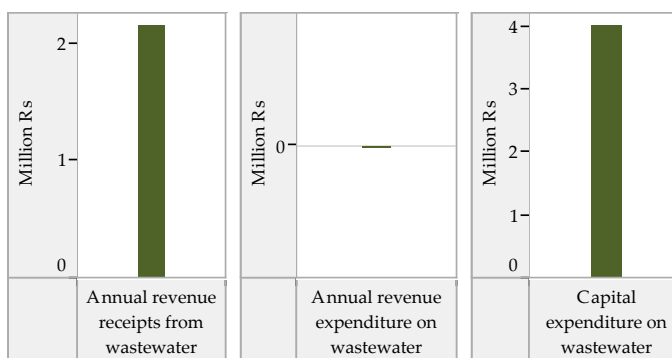 Million Rs
2
1
0
Annual revenue
receipts from
wastewater
Million Rs
0
Annual revenue
expenditure on
wastewater
Million Rs
4
3
2
1
0
Capital
expenditure on
wastewater